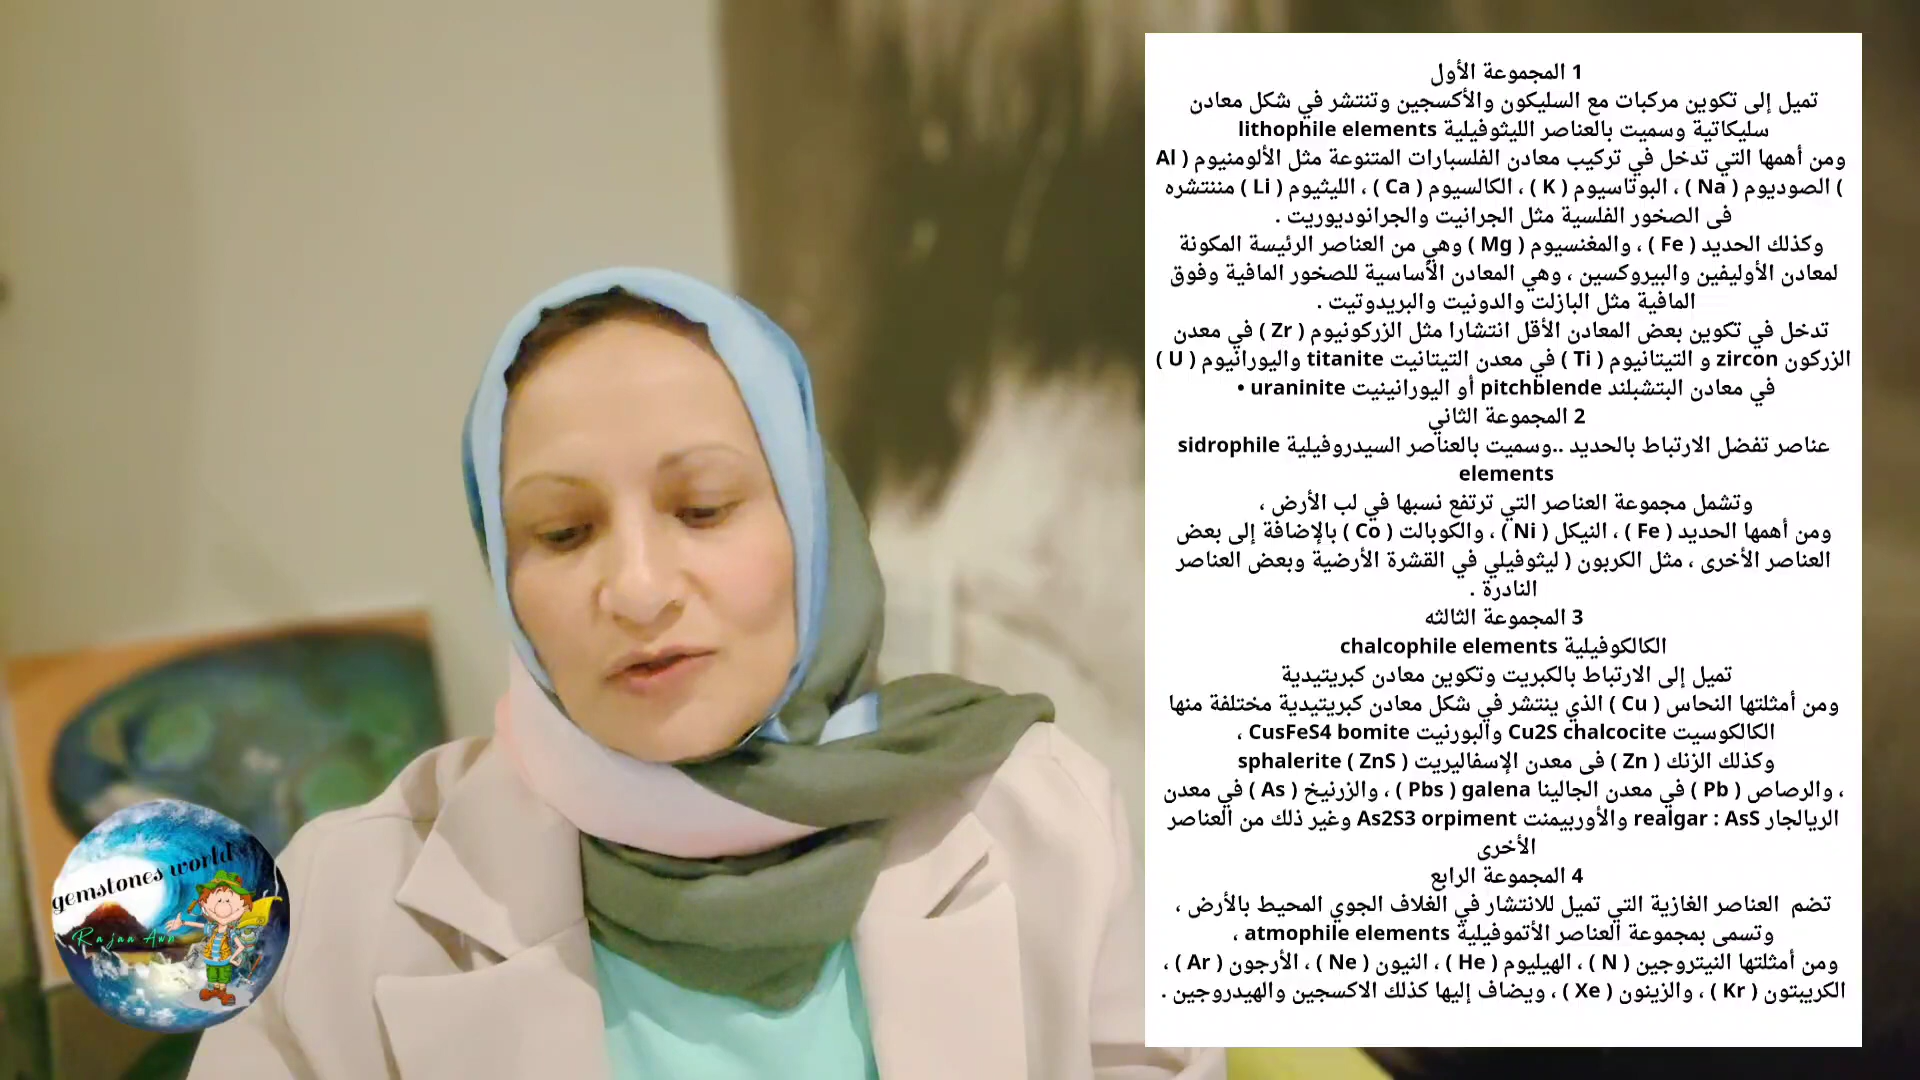 1 المجموعة الأول
تميل إلى تكوين مركبات مع السليكون والأكسجين وتنتشر في شكل معادن
سليكاتية وسميت بالعناصر الليثوفيلية lithophile elements
ومن أهمها التي تدخل في تركيب معادن الفلسبارات المتنوعة مثل الألومنيوم ( Al
) الصوديوم ( Na ) ، البوتاسيوم ( K ) ، الكالسيوم ( Ca ) ، الليثيوم ( Li ) مننتشره
فى الصخور الفلسية مثل الجرانيت والجرانوديوريت .
وكذلك الحديد ( Fe ) ، والمغنسيوم ( Mg ) وهي من العناصر الرئيسة المكونة
لمعادن الأوليفين والبيروكسين ، وهي المعادن الأساسية للصخور المافية وفوق
المافية مثل البازلت والدونيت والبريدوتيت .
تدخل في تكوين بعض المعادن الأقل انتشارا مثل الزركونيوم ( Zr ) في معدن
الزركون zircon و التيتانيوم ( Ti ) في معدن التيتانيت titanite واليورانيوم ( U )
في معادن البتشبلند pitchblende أو اليورانينيت uraninite •
2 المجموعة الثاني
عناصر تفضل الارتباط بالحديد ..وسميت بالعناصر السيدروفيلية sidrophile
elements
وتشمل مجموعة العناصر التي ترتفع نسبها في لب الأرض ،
ومن أهمها الحديد ( Fe ) ، النيكل ( Ni ) ، والكوبالت ( Co ) بالإضافة إلى بعض
العناصر الأخرى ، مثل الكربون ( ليثوفيلي في القشرة الأرضية وبعض العناصر
النادرة .
3 المجموعة الثالثه
الكالكوفيلية chalcophile elements
تميل إلى الارتباط بالكبريت وتكوين معادن كبريتيدية
ومن أمثلتها النحاس ( Cu ) الذي ينتشر في شكل معادن كبريتيدية مختلفة منها
الكالكوسيت Cu2S chalcocite والبورنيت CusFeS4 bomite ،
وكذلك الزنك ( Zn ) فى معدن الإسفاليريت sphalerite ( ZnS )
، والرصاص ( Pb ) في معدن الجالينا Pbs ) galena ) ، والزرنيخ ( As ) في معدن
الريالجار realgar : AsS والأوربيمنت As2S3 orpiment وغير ذلك من العناصر
الأخرى
4 المجموعة الرابع
تضم العناصر الغازية التي تميل للانتشار في الغلاف الجوي المحيط بالأرض ،
وتسمى بمجموعة العناصر الأتموفيلية atmophile elements ،
ومن أمثلتها النيتروجين ( N ) ، الهيليوم ( He ) ، النيون ( Ne ) ، الأرجون ( Ar ) ،
الكريبتون ( Kr ) ، والزينون ( Xe ) ، ويضاف إليها كذلك الاكسجين والهيدروجين .
gemstones world
Rajaa Awn